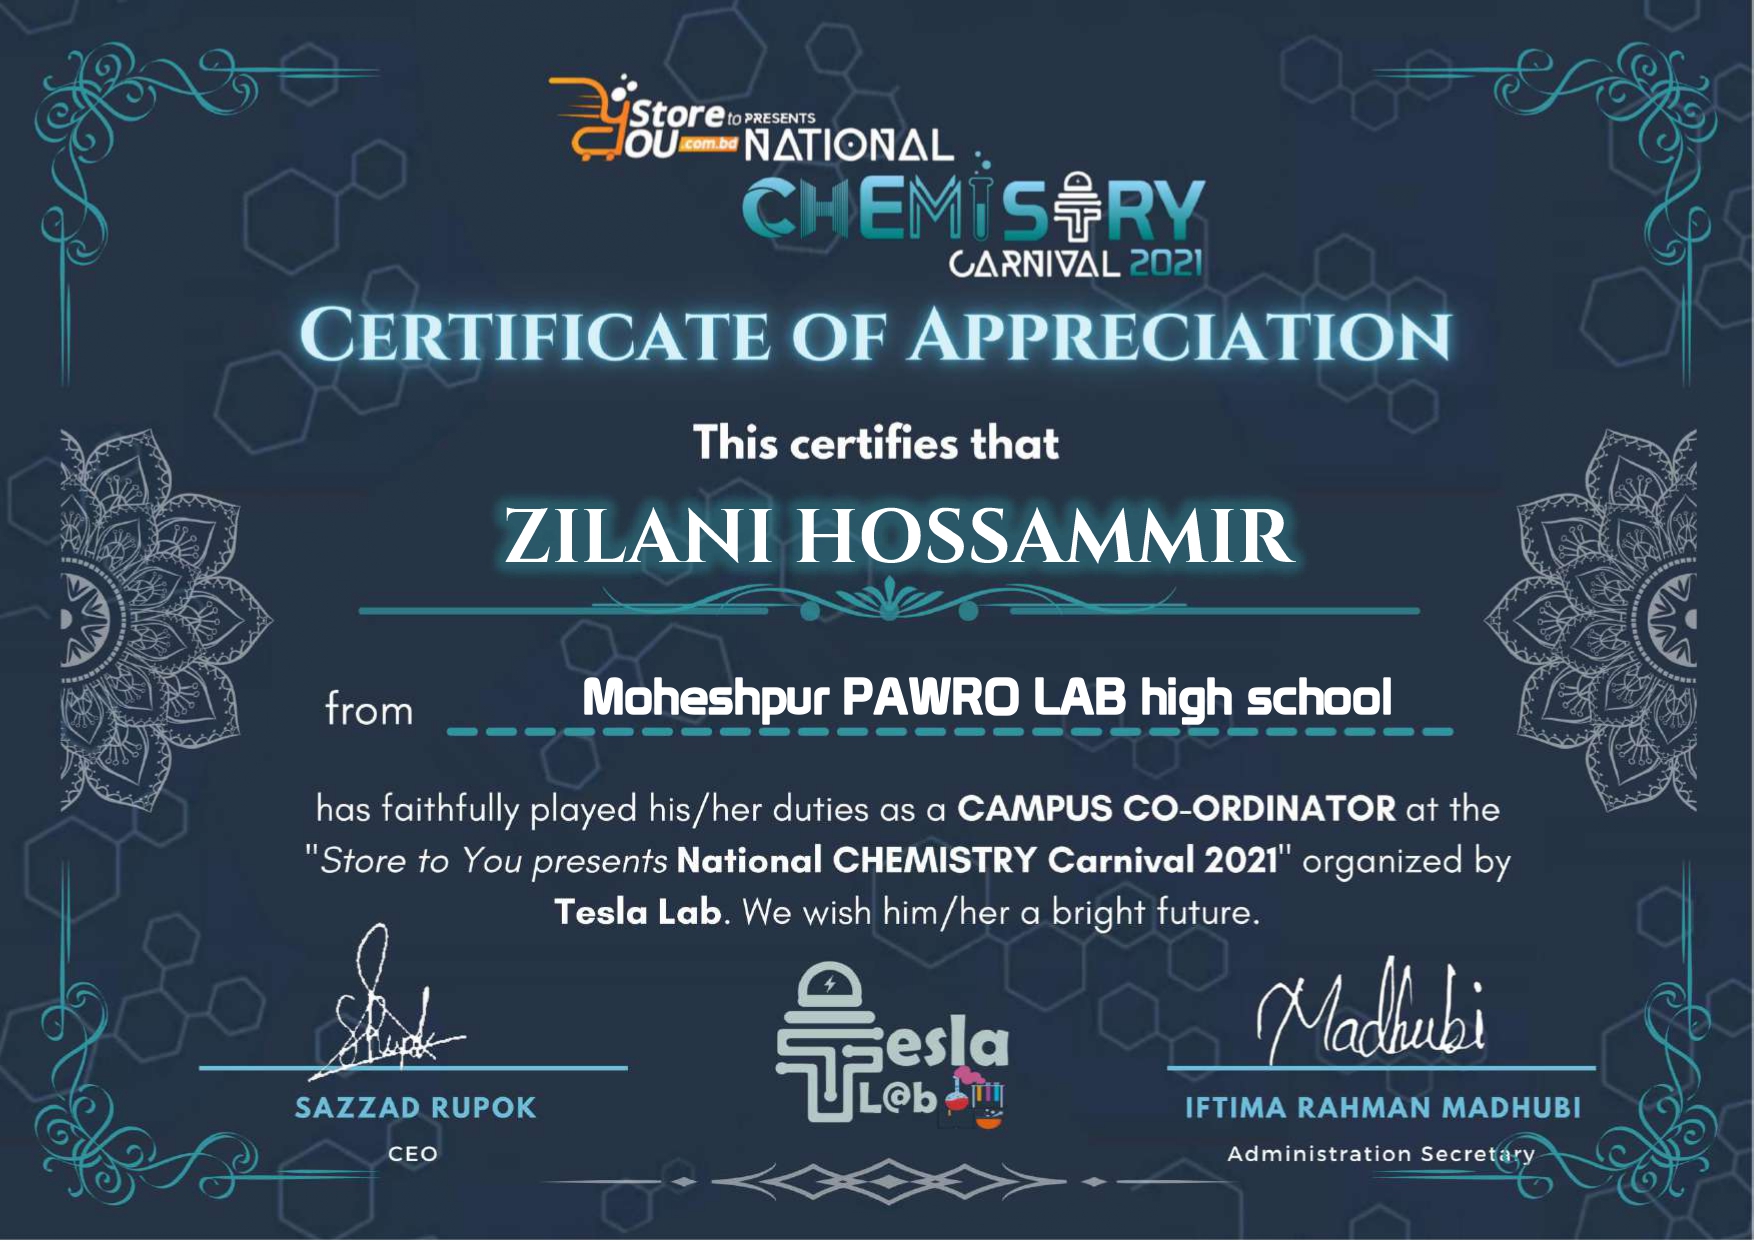 Store to PRESENTS
YOU .com.bd NATIONAL
CHEMISTRY
CARNIVAL 2021
CERTIFICATE OF APPRECIATION
This certifies that
ZILANI HOSSAMMIR
from Moheshpur PAWRO LAB high school
has faithfully played his/her duties as a CAMPUS CO-ORDINATOR at the
"Store to You presents National CHEMISTRY Carnival 2021" organized by
Tesla Lab. We wish him/her a bright future.
Srupok
Madhubi
Tesla
L@b
SAZZAD RUPOK
CEO
IFTIMA RAHMAN MADHUBI
Administration Secretary